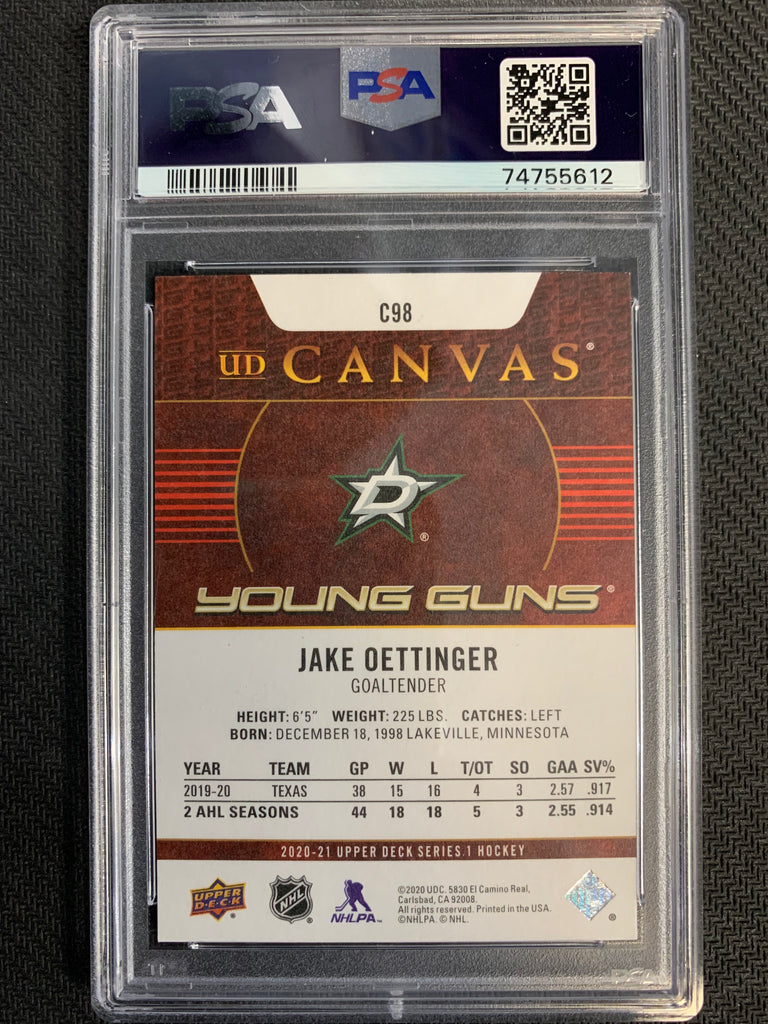 PSA PSA
74755612
C98
UD CANVAS®
D
®
YOUNG GUNS®
JAKE OETTINGER
GOALTENDER
HEIGHT: 6'5" WEIGHT: 225 LBS. CATCHES: LEFT
BORN: DECEMBER 18, 1998 LAKEVILLE, MINNESOTA
YEAR TEAM GP W L T/OT SO GAA SV%
2019-20 TEXAS 38 15 16 4 3 2.57 .917
2 AHL SEASONS 44 18 18 5 3 2.55 .914
2020-21 UPPER DECK SERIES 1 HOCKEY
UPPER DECK® NHL® NHLPA™
©2020 UDC. 5830 El Camino Real,
Carlsbad, CA 92008.
All rights reserved. Printed in the USA.
©NHLPA. © NHL.
®